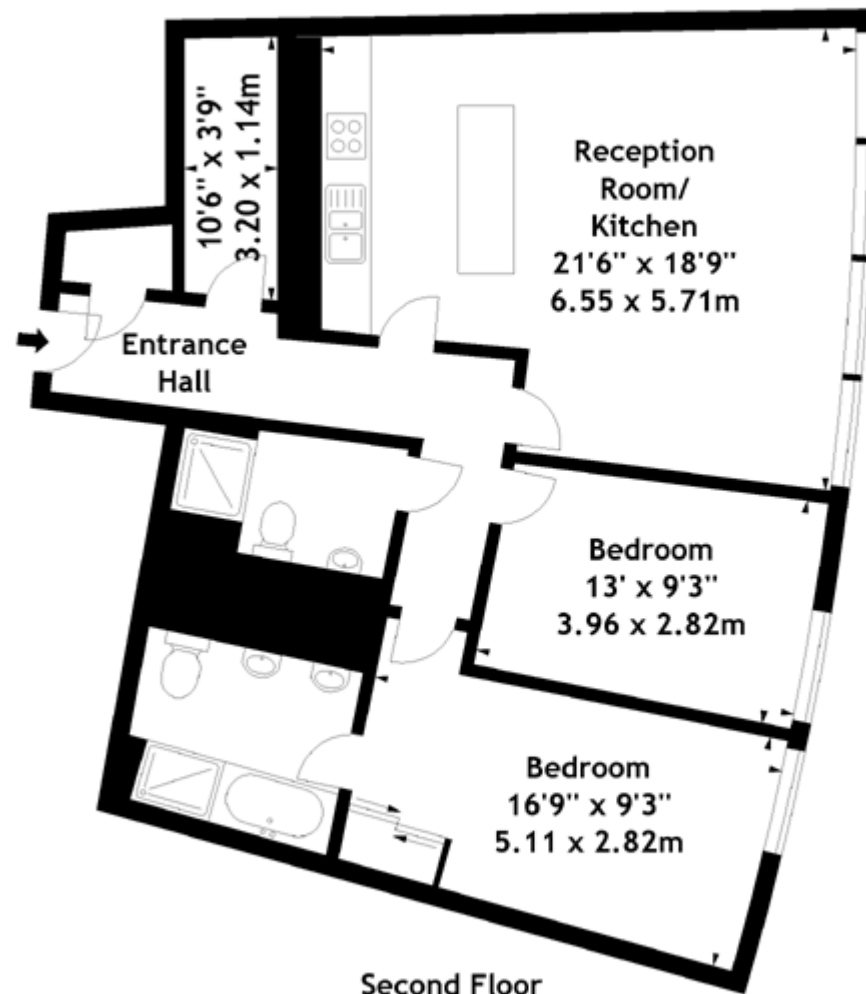 10'6" x 3'9"
3.20 x 1.14m
Reception
Room/
Kitchen
21'6" x 18'9"
6.55 x 5.71m
Entrance
Hall
Bedroom
13' x 9'3"
3.96 x 2.82m
Bedroom
16'9" x 9'3"
5.11 x 2.82m
Second Floor